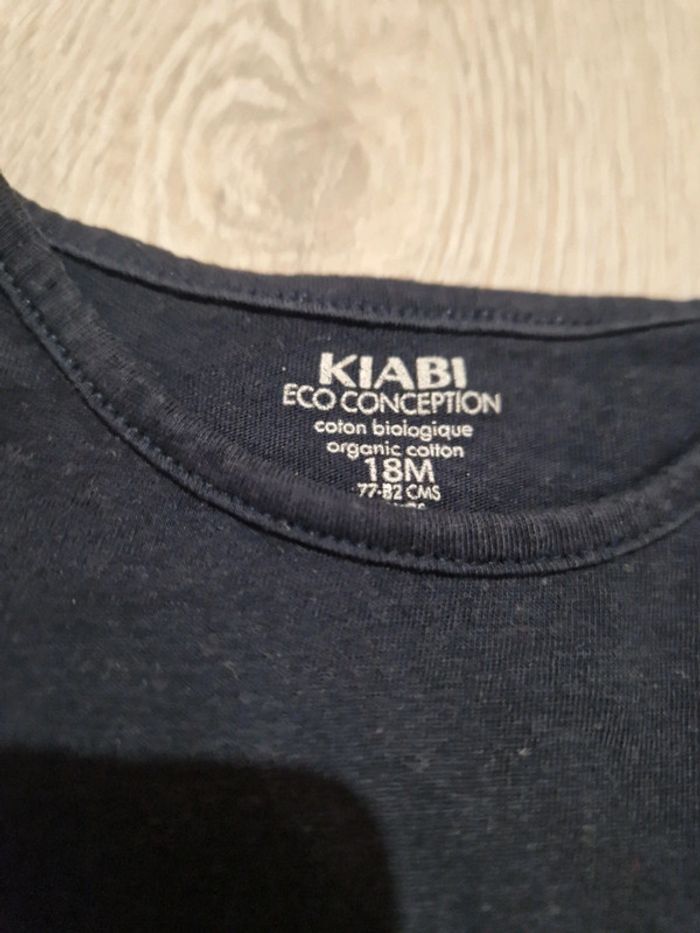 KIABI
ECO CONCEPTION
coton biologique
organic cotton
18M
77-82 CMS